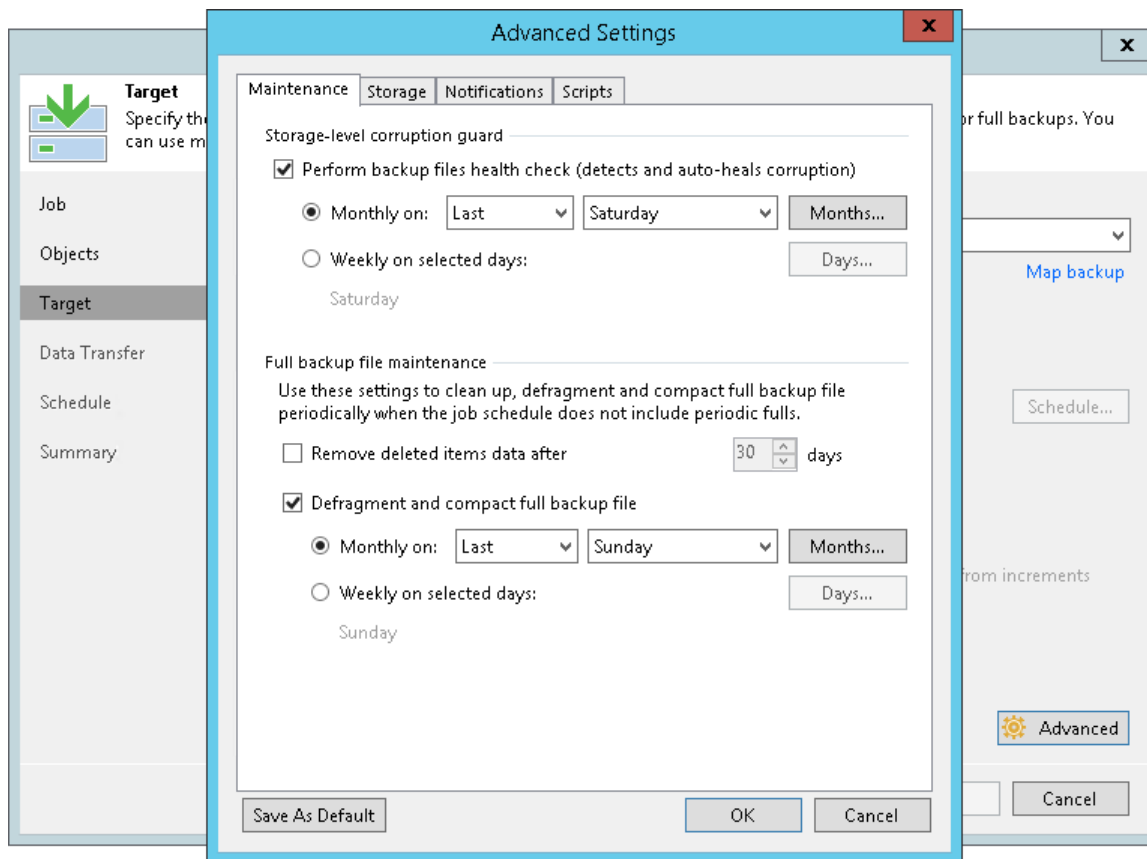 Advanced Settings
x
x
Target
Specify the
or full backups. You
can use m
Job
Objects
Target
Data Transfer
Schedule
Summary
Maintenance
Storage
Notifications
Scripts
Storage-level corruption guard
Perform backup files health check (detects and auto-heals corruption)
Monthly on: Last Saturday Months...
Weekly on selected days: Days...
Saturday
Full backup file maintenance
Use these settings to clean up, defragment and compact full backup file
periodically when the job schedule does not include periodic fulls.
Remove deleted items data after 30 days
Defragment and compact full backup file
Monthly on: Last Sunday Months...
Weekly on selected days: Days...
Sunday
Save As Default
OK
Cancel
Map backup
Schedule...
from increments
Advanced
Cancel